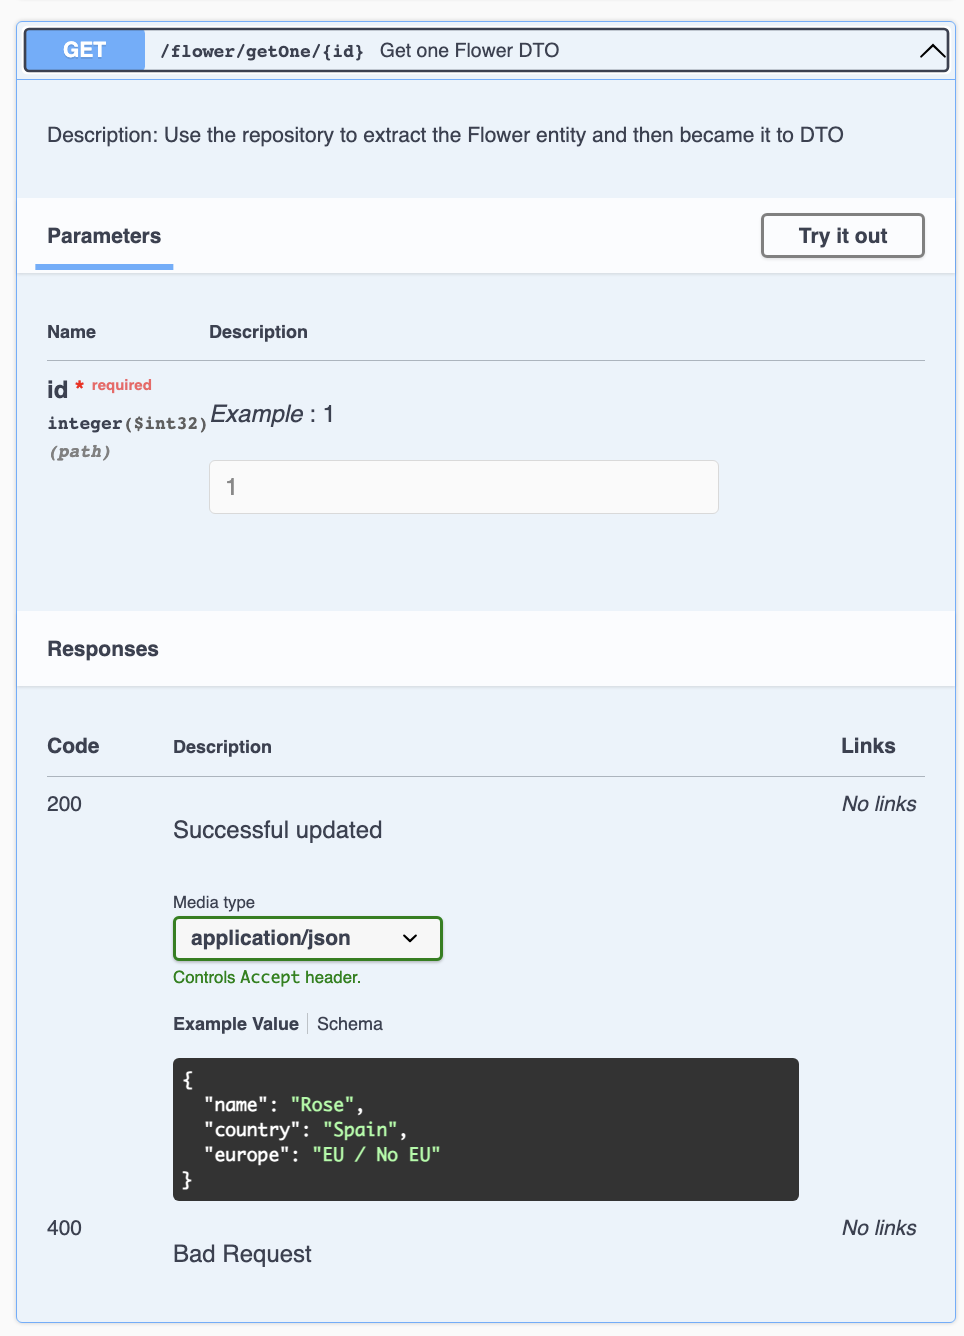 GET /flower/getOne/{id} Get one Flower DTO
Description: Use the repository to extract the Flower entity and then became it to DTO
Parameters
Try it out
Name Description
id * required
integer($int32)
(path)
Example : 1
1
Responses
Code Description Links
200
Successful updated
No links
Media type
application/json
Controls Accept header.
Example Value Schema
{
  "name": "Rose",
  "country": "Spain",
  "europe": "EU / No EU"
}
400
Bad Request
No links